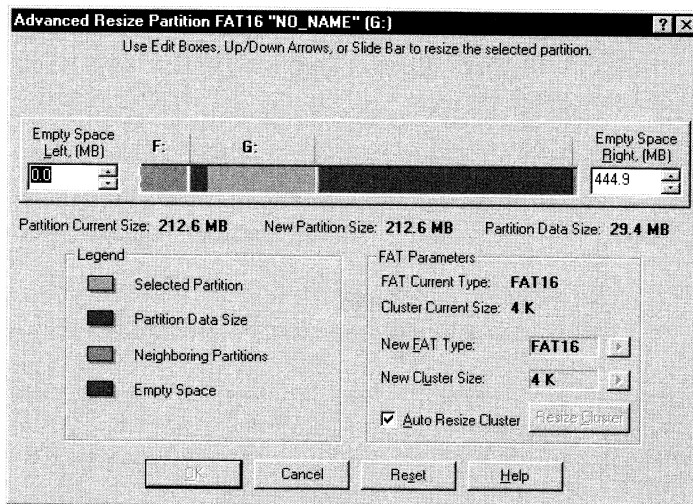 Advanced Resize Partition FAT16 "NO_NAME" (G:)
Use Edit Boxes, Up/Down Arrows, or Slide Bar to resize the selected partition.
Empty Space
Left, (MB)
0.0
F:
G:
Empty Space
Right, (MB)
444.9
Partition Current Size: 212.6 MB
New Partition Size: 212.6 MB
Partition Data Size: 29.4 MB
Legend
Selected Partition
Partition Data Size
Neighboring Partitions
Empty Space
FAT Parameters
FAT Current Type: FAT16
Cluster Current Size: 4 K
New FAT Type: FAT16
New Cluster Size: 4 K
Auto Resize Cluster
Resize Cluster
OK
Cancel
Reset
Help